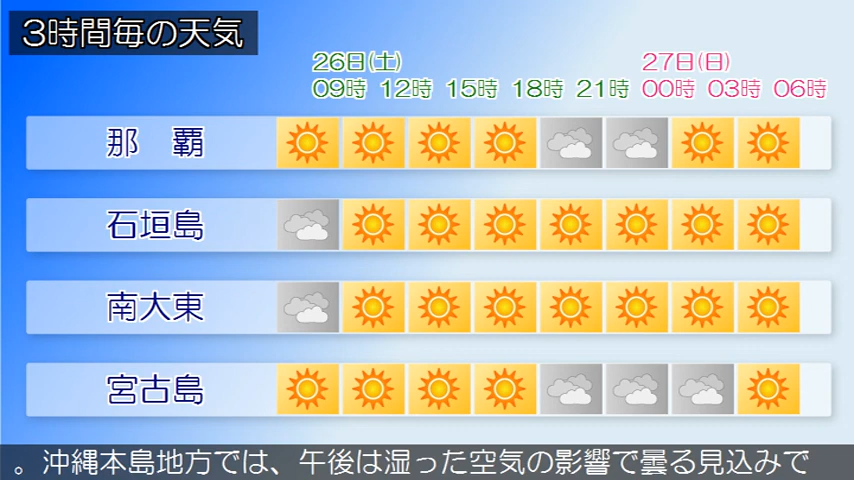 3時間毎の天気
26日(土) 27日(日)
09時 12時 15時 18時 21時 00時 03時 06時
那　覇
石垣島
南大東
宮古島
。沖縄本島地方では、午後は湿った空気の影響で曇る見込みで